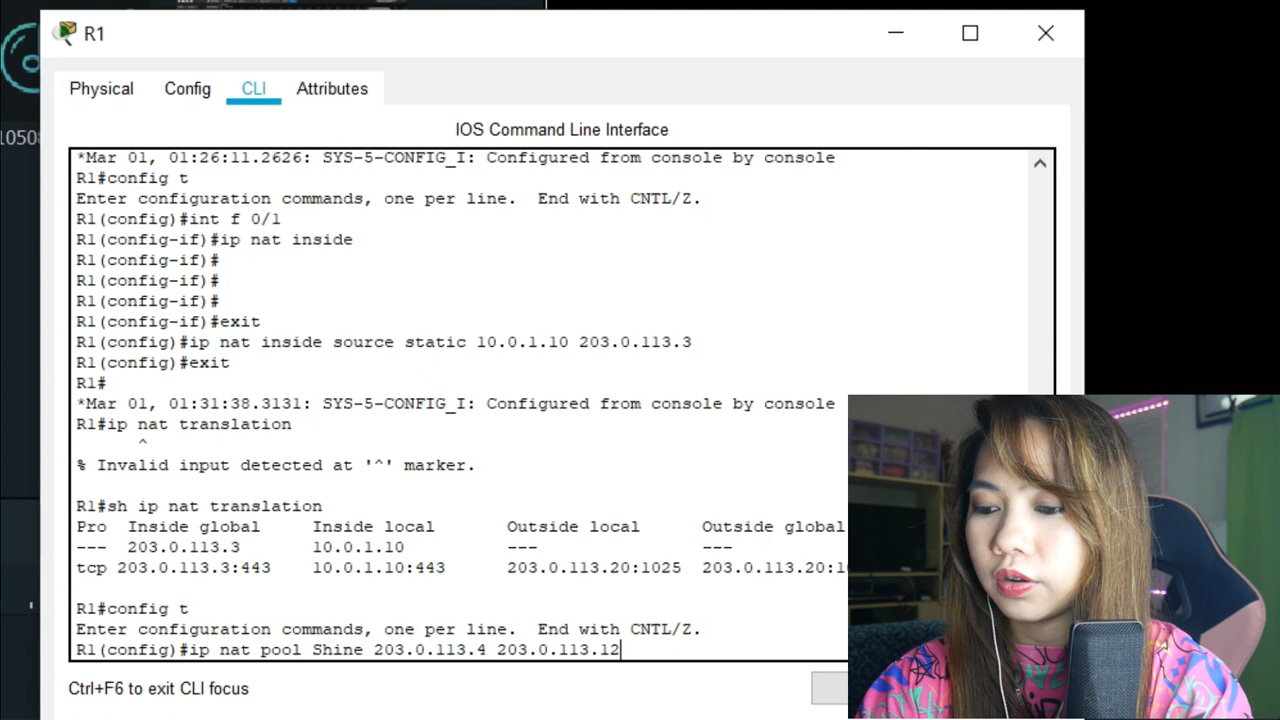 R1
Physical Config CLI Attributes
IOS Command Line Interface
*Mar 01, 01:26:11.2626: SYS-5-CONFIG_I: Configured from console by console
R1#config t
Enter configuration commands, one per line. End with CNTL/Z.
R1(config)#int f 0/1
R1(config-if)#ip nat inside
R1(config-if)#
R1(config-if)#
R1(config-if)#
R1(config-if)#exit
R1(config)#ip nat inside source static 10.0.1.10 203.0.113.3
R1(config)#exit
R1#
*Mar 01, 01:31:38.3131: SYS-5-CONFIG_I: Configured from console by console
R1#ip nat translation
^
% Invalid input detected at '^' marker.
R1#sh ip nat translation
Pro Inside global Inside local Outside local Outside global
--- 203.0.113.3 10.0.1.10 --- ---
tcp 203.0.113.3:443 10.0.1.10:443 203.0.113.20:1025
R1#config t
Enter configuration commands, one per line. End with CNTL/Z.
R1(config)#ip nat pool Shine 203.0.113.4 203.0.113.12
Ctrl+F6 to exit CLI focus